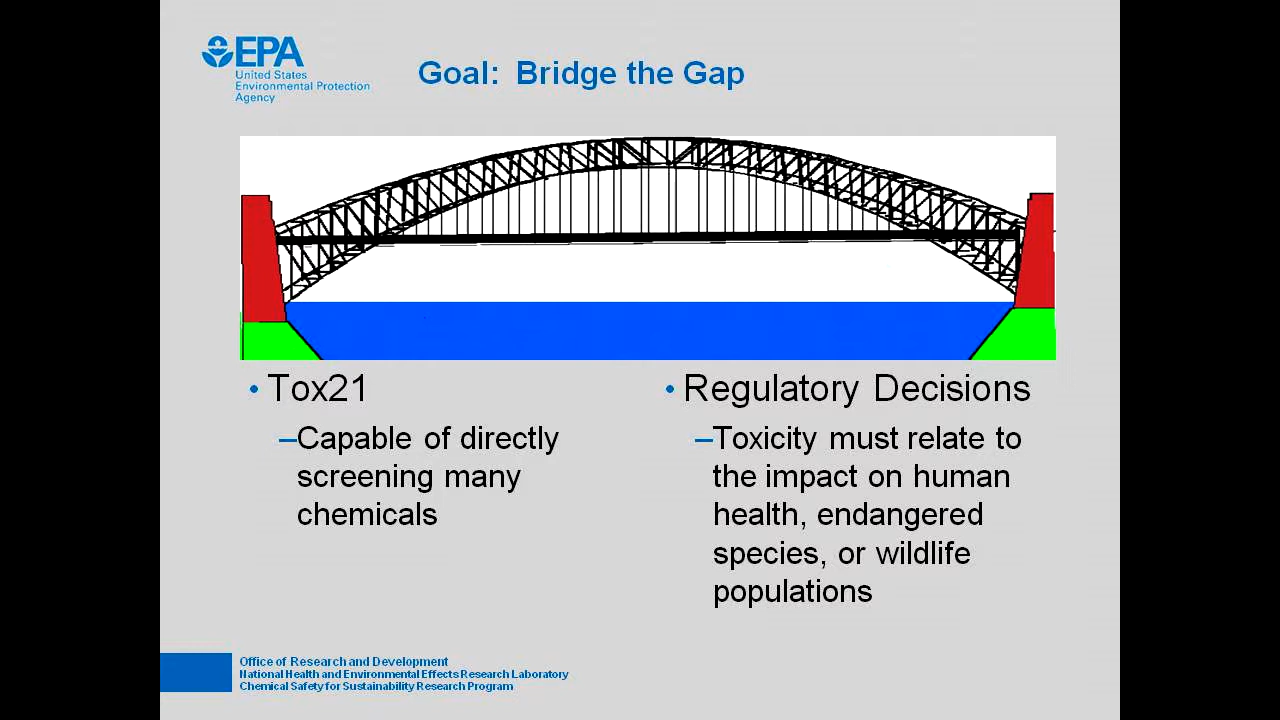 EPA
United States
Environmental Protection
Agency
Goal: Bridge the Gap
• Tox21
–Capable of directly
screening many
chemicals
• Regulatory Decisions
–Toxicity must relate to
the impact on human
health, endangered
species, or wildlife
populations
Office of Research and Development
National Health and Environmental Effects Research Laboratory
Chemical Safety for Sustainability Research Program